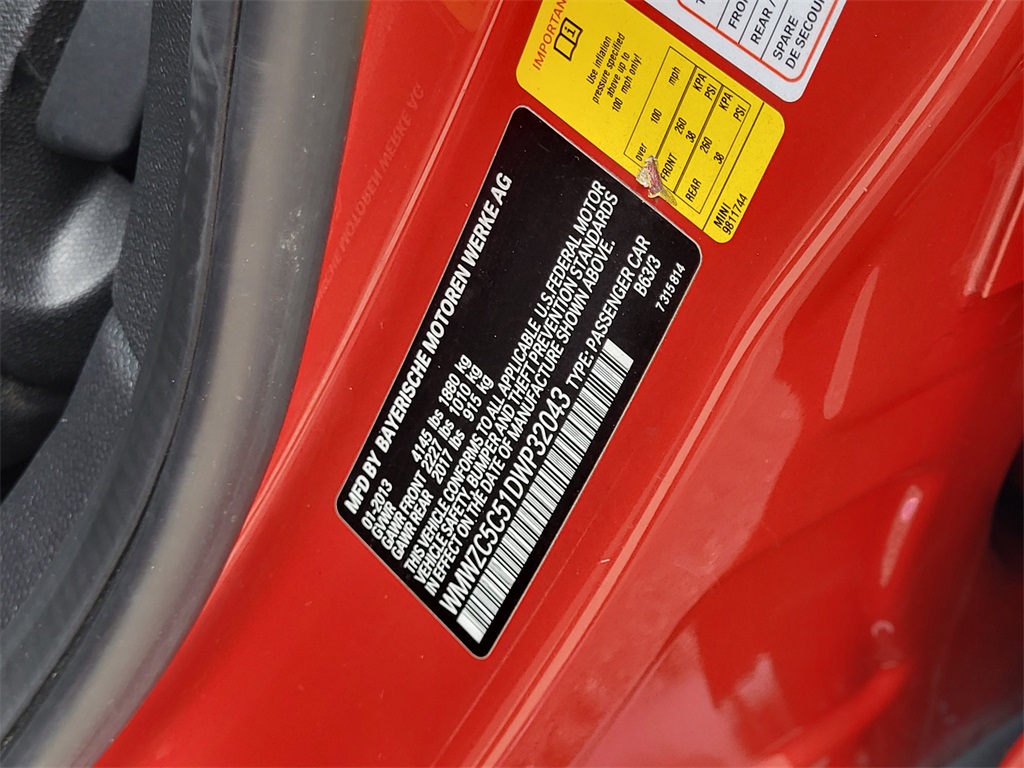 MFD BY BAYERISCHE MOTOREN WERKE AG
01-2013
GVWR 4145 lbs 1880 kg
GAWR FRONT 2227 lbs 1010 kg
GAWR REAR 2017 lbs 915 kg
THIS VEHICLE CONFORMS TO ALL APPLICABLE U.S. FEDERAL MOTOR
VEHICLE SAFETY, BUMPER AND THEFT PREVENTION STANDARDS
IN EFFECT ON THE DATE OF MANUFACTURE SHOWN ABOVE.
WMWZC5C51DWP32043 TYPE: PASSENGER CAR
B63/3
7 315 814
IMPORTAN
Use inflation
pressure specified
above up to
100 mph only!
over 100 mph
KPA
PSI
FRONT 260
38
KPA
PSI
REAR 260
38
MINI
9811744
FRON
REAR /
SPARE
DE SECOU